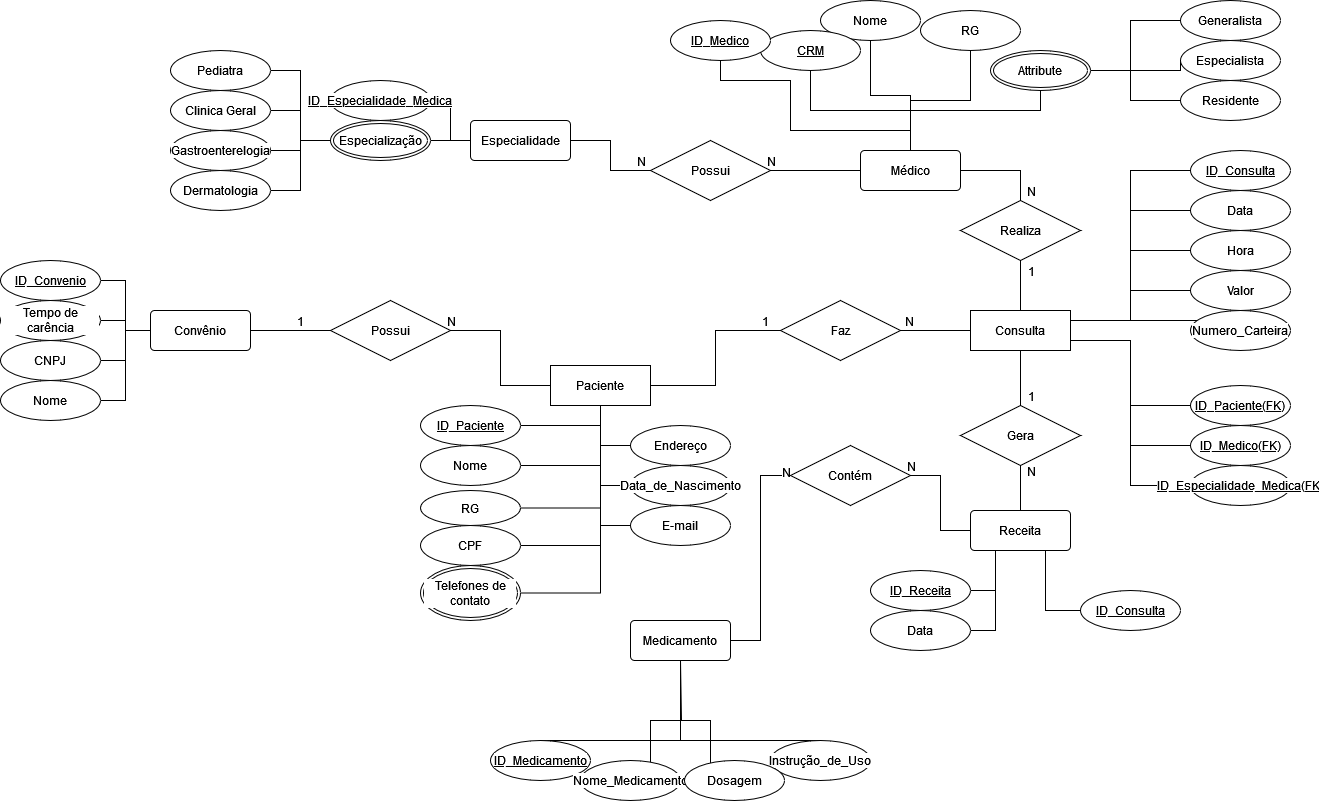 Nome
Generalista
ID_Medico
CRM
RG
Attribute
Especialista
Residente
Pediatra
Clinica Geral
Gastroenterelogia
Dermatologia
ID_Especialidade_Medica
Especialização
Especialidade
N
Possui
N
Médico
N
Realiza
1
ID_Consulta
Data
Hora
Valor
Numero_Carteira
ID_Convenio
Tempo de
carência
CNPJ
Nome
Convênio
1
Possui
N
Paciente
1
Faz
N
Consulta
1
Gera
N
ID_Paciente(FK)
ID_Medico(FK)
ID_Especialidade_Medica(FK
ID_Paciente
Nome
RG
CPF
Telefones de
contato
Endereço
Data_de_Nascimento
E-mail
N
Contém
N
Receita
ID_Receita
Data
ID_Consulta
Medicamento
ID_Medicamento
Nome_Medicamento
Dosagem
Instrução_de_Uso